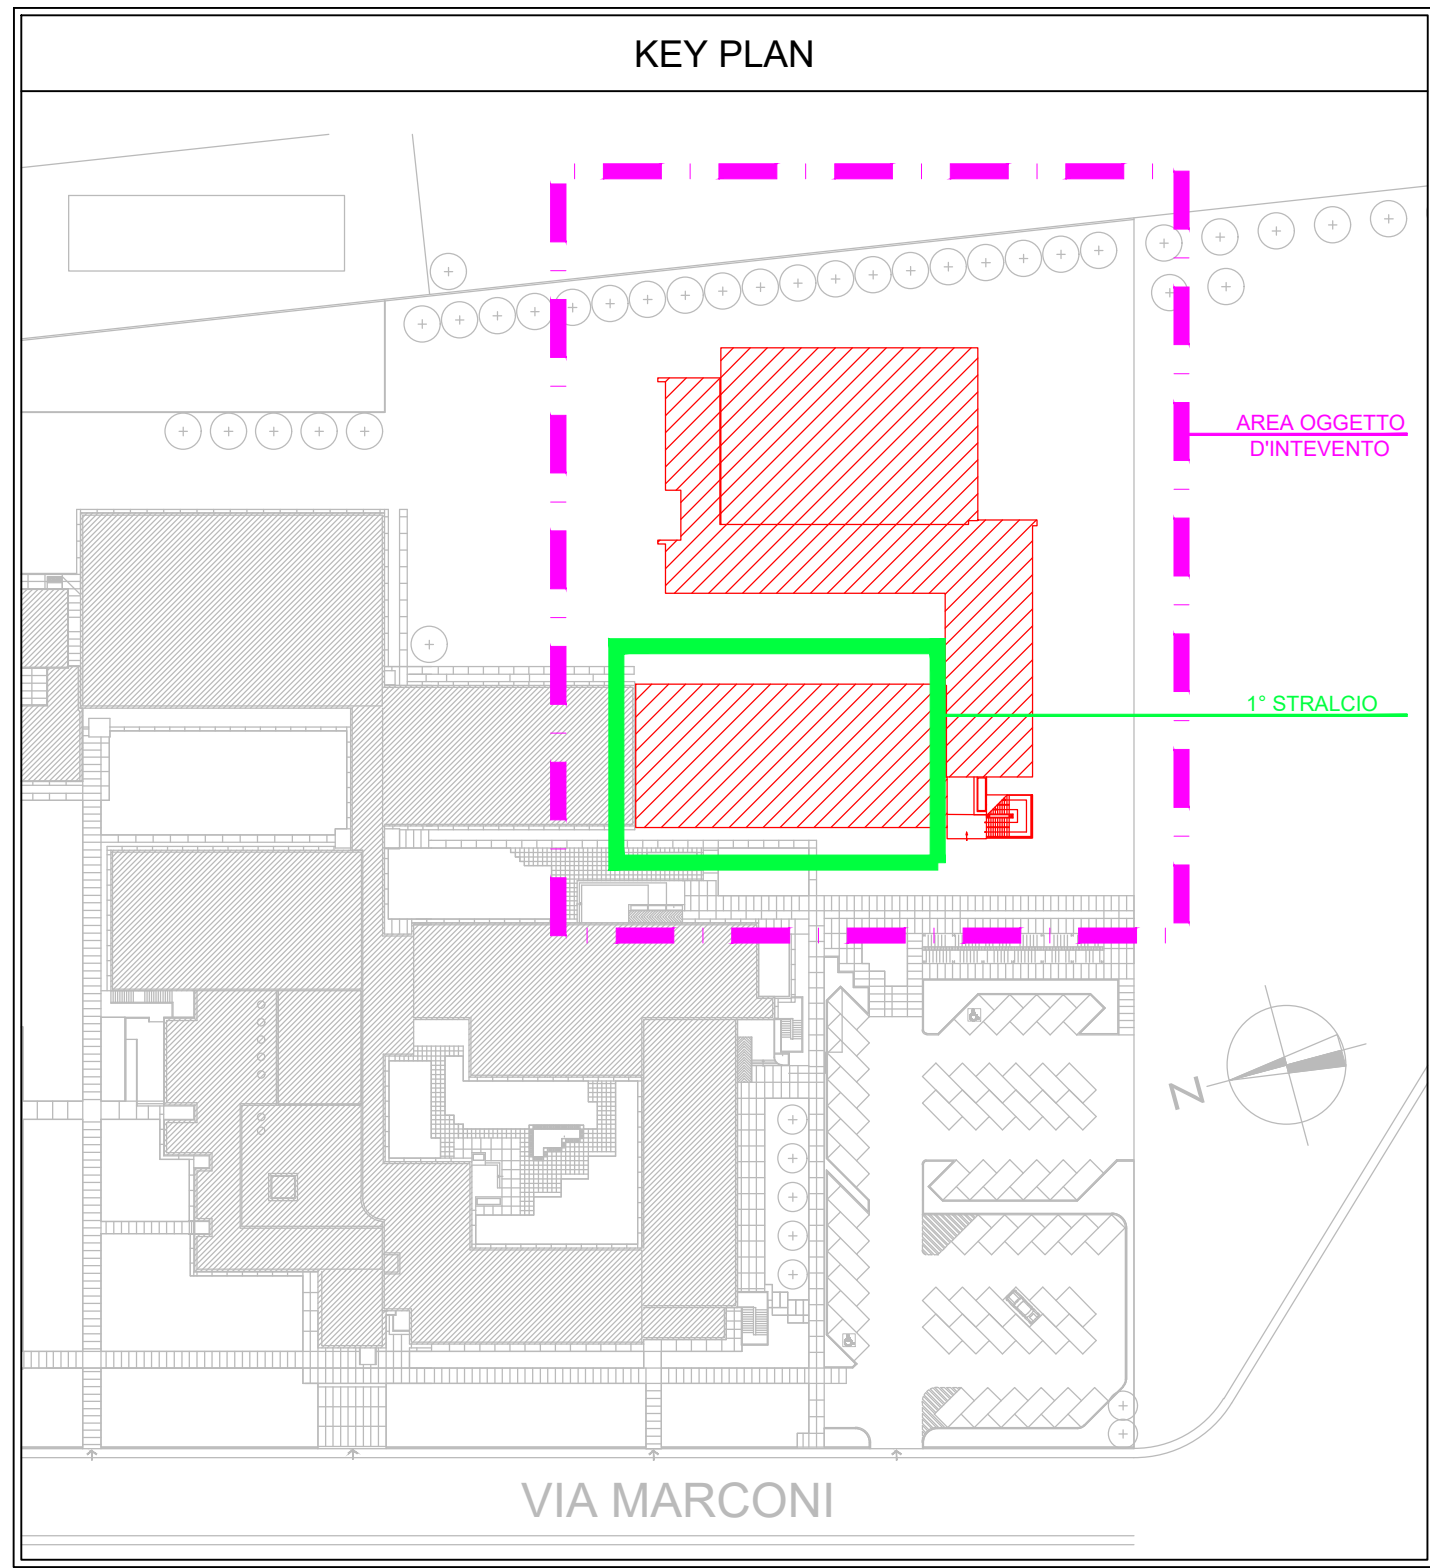 KEY PLAN
AREA OGGETTO
D'INTEVENTO
1° STRALCIO
N
VIA MARCONI